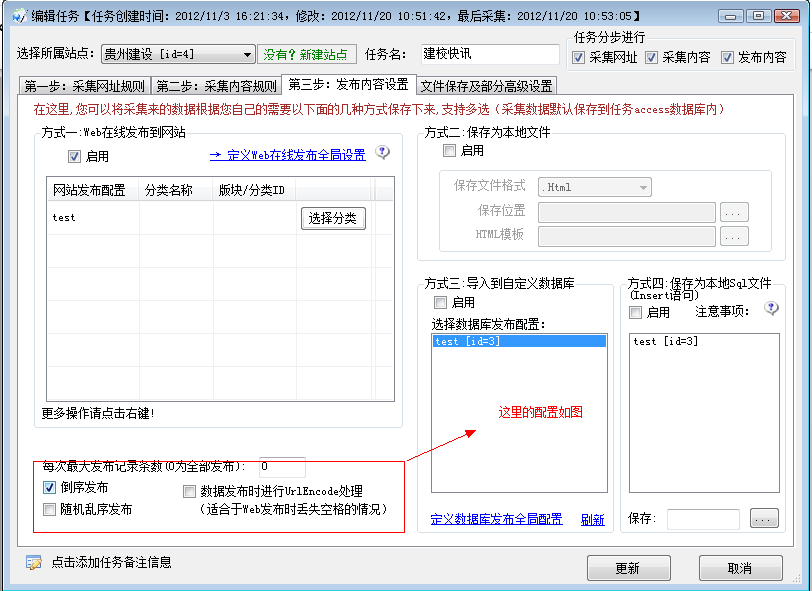 编辑任务【任务创建时间: 2012/11/3 16:21:34, 修改: 2012/11/20 10:51:42, 最后采集: 2012/11/20 10:53:05】
选择所属站点: 贵州建设 [id=4] 没有? 新建站点 任务名: 建校快讯
任务分步进行
采集网址 采集内容 发布内容
第一步: 采集网址规则 第二步: 采集内容规则 第三步: 发布内容设置 文件保存及部分高级设置
在这里,您可以将采集来的数据根据您自己的需要以下面的几种方式保存下来,支持多选(采集数据默认保存到任务access数据库内)
方式一:Web在线发布到网站
启用 → 定义Web在线发布全局设置
网站发布配置 分类名称 版块/分类ID
test 选择分类
更多操作请点击右键!
每次最大发布记录条数(0为全部发布): 0
倒序发布 数据发布时进行UrlEncode处理
随机乱序发布 (适合于Web发布时丢失空格的情况)
方式二:保存为本地文件
启用
保存文件格式 .Html
保存位置 ...
HTML模板 ...
方式三:导入到自定义数据库
启用
选择数据库发布配置:
test [id=3]
这里的配置如图
定义数据库发布全局配置 刷新
方式四:保存为本地Sql文件
(Insert语句)
启用 注意事项:
test [id=3]
保存: ...
点击添加任务备注信息
更新 取消